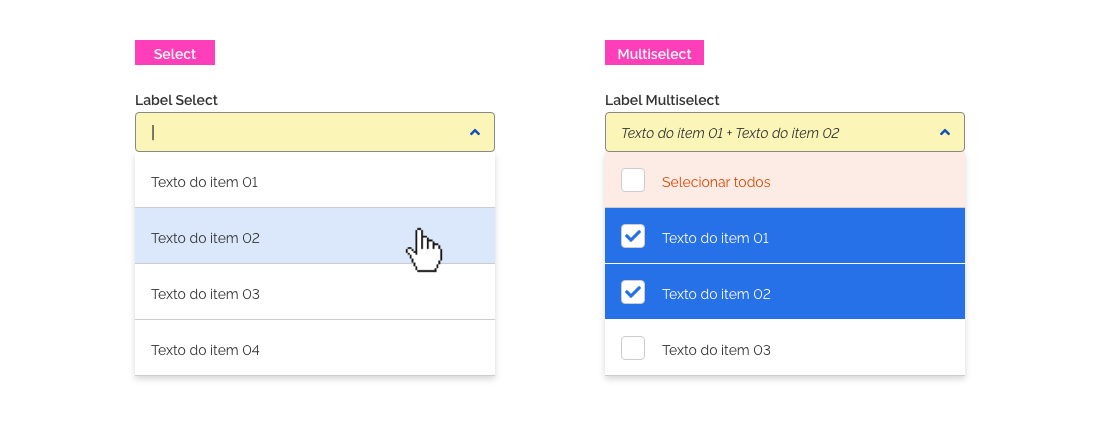 Select
Label Select
Texto do item 01
Texto do item 02
Texto do item 03
Texto do item 04
Multiselect
Label Multiselect
Texto do item 01 + Texto do item 02
Selecionar todos
Texto do item 01
Texto do item 02
Texto do item 03